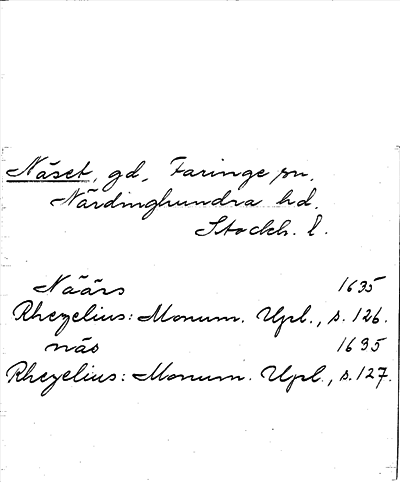 Näset, gd, Faringe sn.
Närdinghundra hd.
Stockh. l.
Näärs 1635
Rhezelius: Monum. Upl., s. 126.
näs 1635
Rhezelius: Monum. Upl., s. 127.